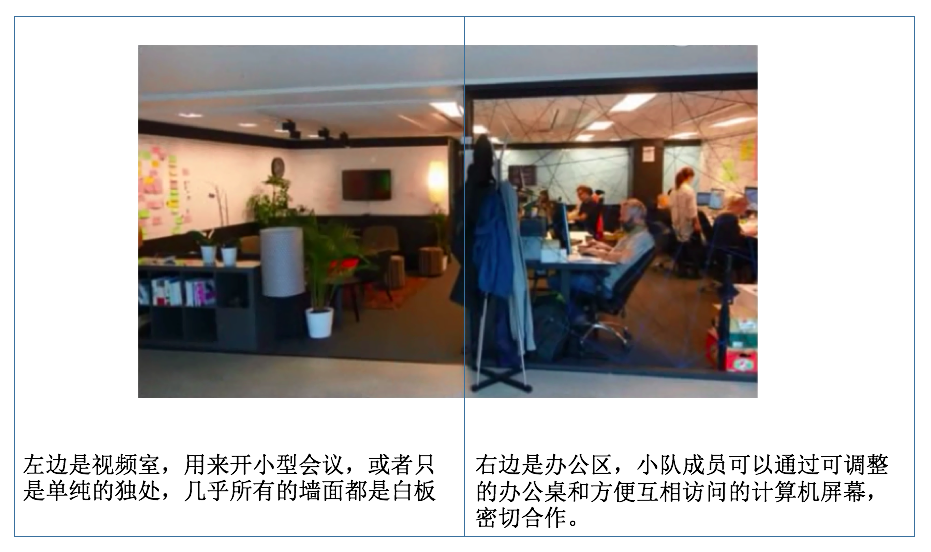 左边是视频室，用来开小型会议，或者只
是单纯的独处，几乎所有的墙面都是白板
右边是办公区，小队成员可以通过可调整
的办公桌和方便互相访问的计算机屏幕，
密切合作。